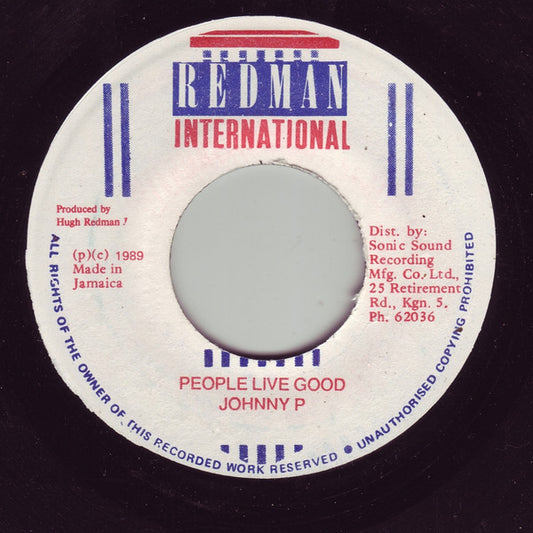 REDMAN
INTERNATIONAL
Produced by
Hugh Redman J
(p)(c) 1989
Made in
Jamaica
Dist. by:
Sonic Sound
Recording
Mfg. Co. Ltd.,
25 Retirement
Rd., Kgn. 5.
Ph. 62036
PEOPLE LIVE GOOD
JOHNNY P
ALL RIGHTS OF THE OWNER OF THIS RECORDED WORK RESERVED ● UNAUTHORISED COPYING PROHIBITED